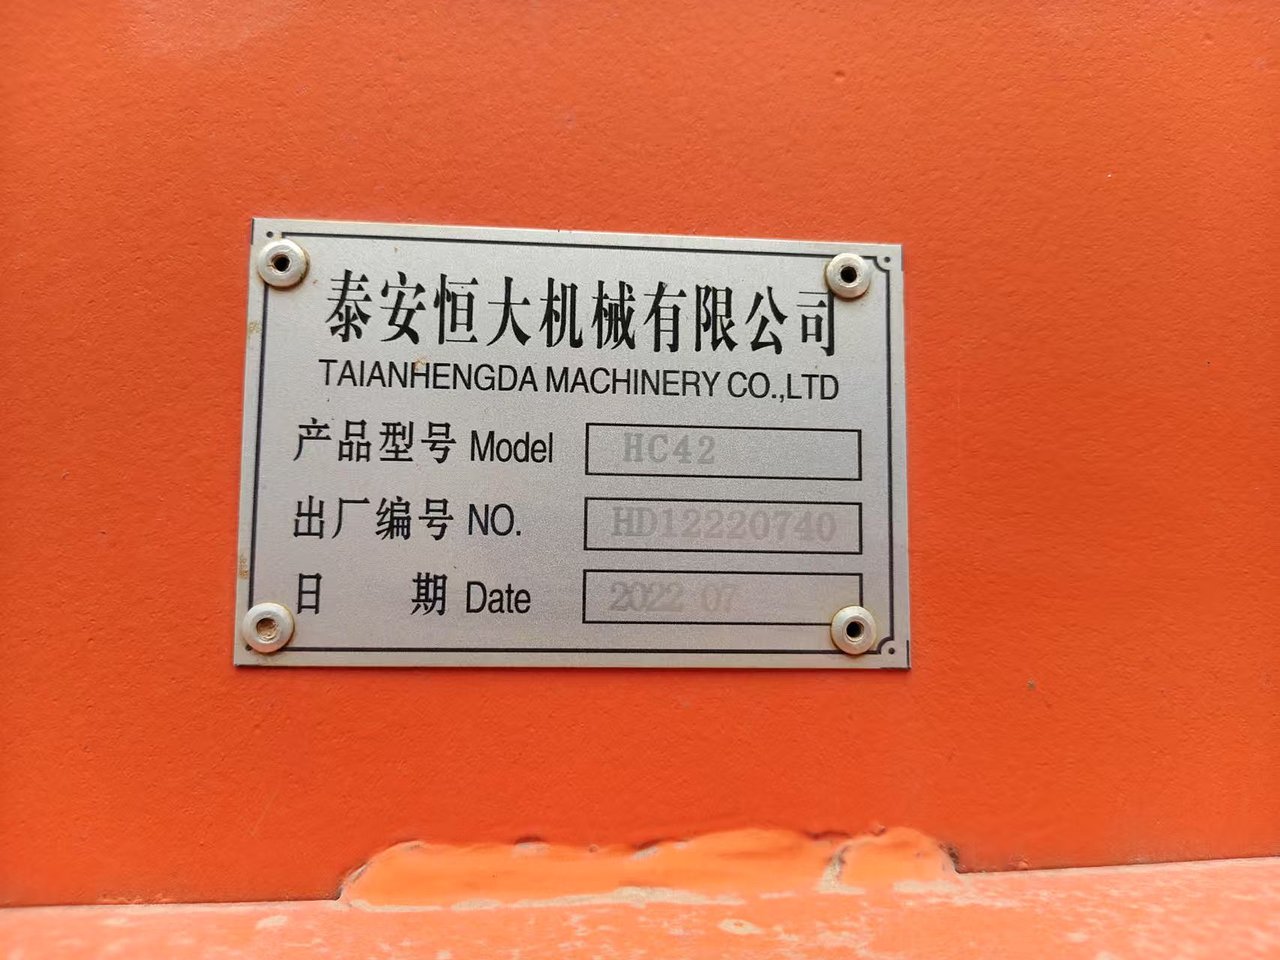 泰安恒大机械有限公司
TAIANHENGDA MACHINERY CO.,LTD
产品型号 Model HC42
出厂编号 NO. HD12220740
日 期 Date 2022 07